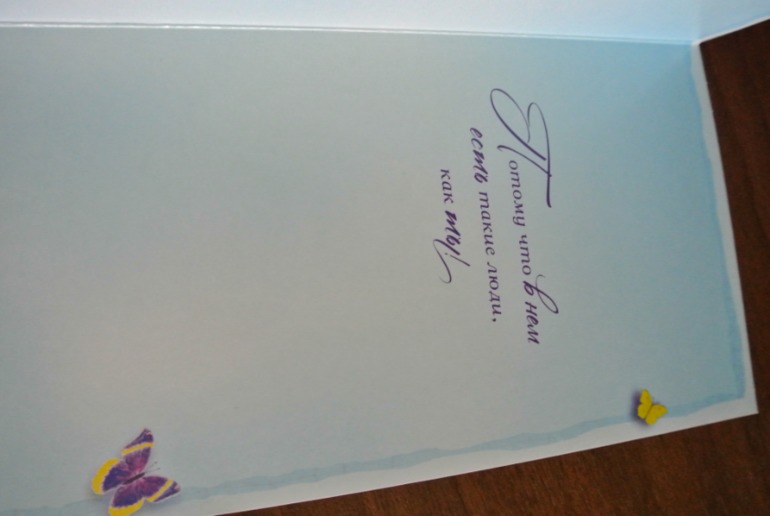 Потому что в нем
есть такие люди,
как ты!